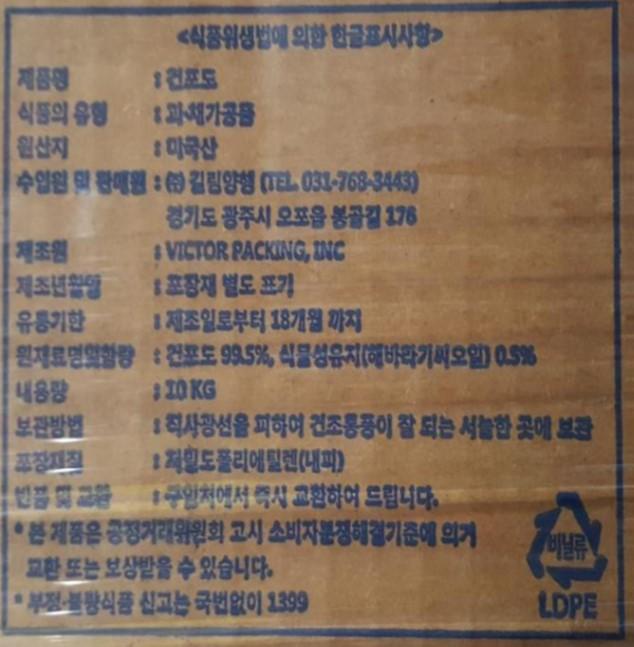 <식품위생법에 의한 한글표시사항>
제품명 : 건포도
식품의 유형 : 과·채가공품
원산지 : 미국산
수입원 및 판매원 : ㈜ 길림양행 (TEL. 031-768-3443)
경기도 광주시 오포읍 봉골길 176
제조원 : VICTOR PACKING, INC
제조년월일 : 포장재 별도 표기
유통기한 : 제조일로부터 18개월 까지
원재료명및함량 : 건포도 99.5%, 식물성유지(해바라기씨오일) 0.5%
내용량 : 10 KG
보관방법 : 직사광선을 피하여 건조통풍이 잘 되는 서늘한 곳에 보관
포장재질 : 저밀도폴리에틸렌(내피)
반품 및 교환 : 구입처에서 즉시 교환하여 드립니다.
* 본 제품은 공정거래위원회 고시 소비자분쟁해결기준에 의거
교환 또는 보상받을 수 있습니다.
* 부정·불량식품 신고는 국번없이 1399
비닐류
LDPE